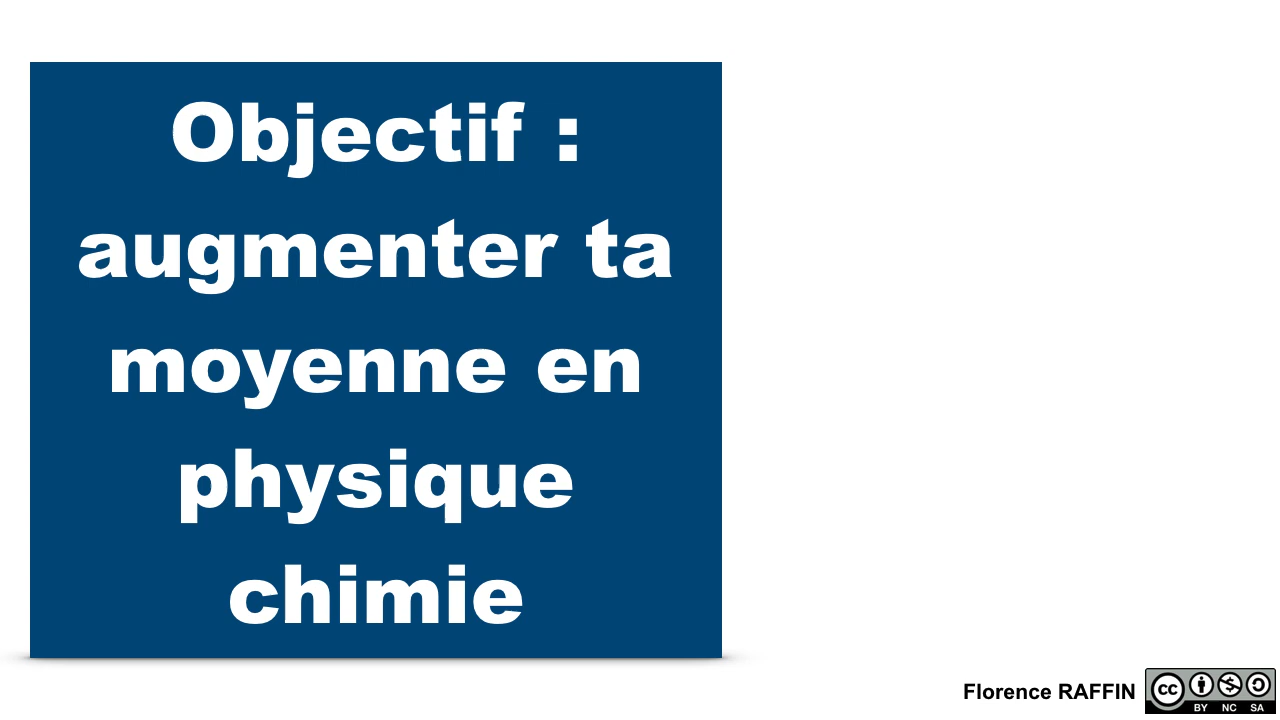 Objectif :
augmenter ta
moyenne en
physique
chimie
Florence RAFFIN
cc
BY NC SA